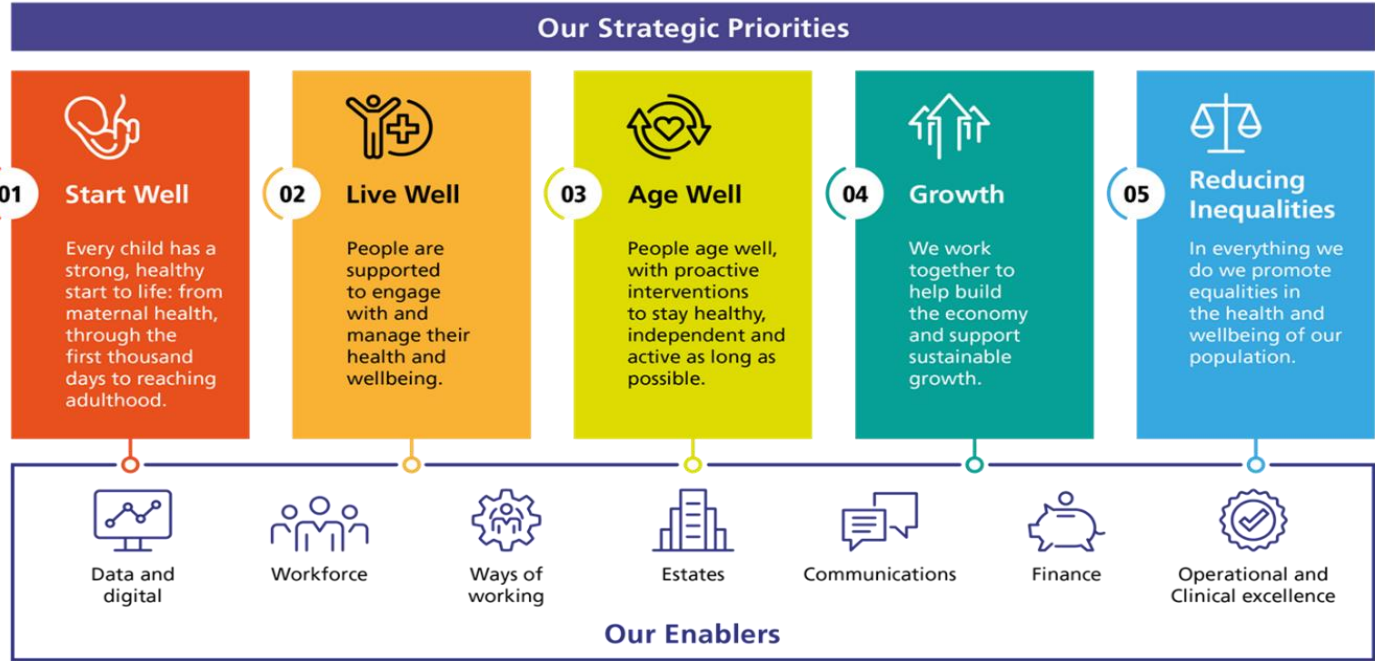 Our Strategic Priorities
01
Start Well
Every child has a
strong, healthy
start to life: from
maternal health,
through the
first thousand
days to reaching
adulthood.
02
Live Well
People are
supported
to engage
with and
manage their
health and
wellbeing.
03
Age Well
People age well,
with proactive
interventions
to stay healthy,
independent and
active as long as
possible.
04
Growth
We work
together to
help build
the economy
and support
sustainable
growth.
05
Reducing
Inequalities
In everything we
do we promote
equalities in
the health and
wellbeing of our
population.
Data and
digital
Workforce
Ways of
working
Estates
Communications
Finance
Operational and
Clinical excellence
Our Enablers